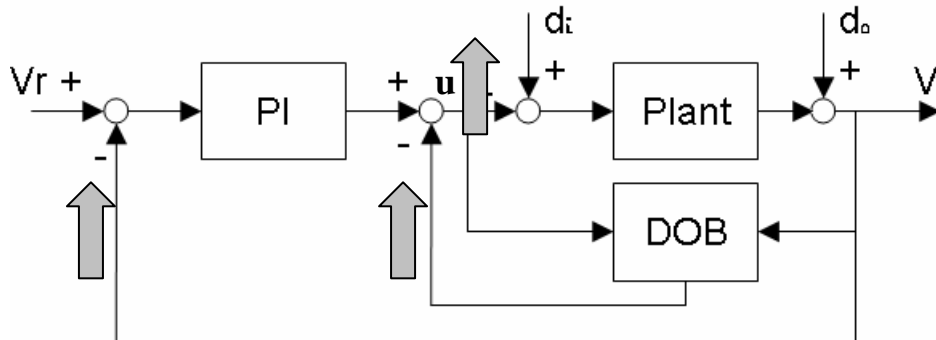 di
do
Vr +
PI
+
u
+
Plant
+
V
-
-
DOB